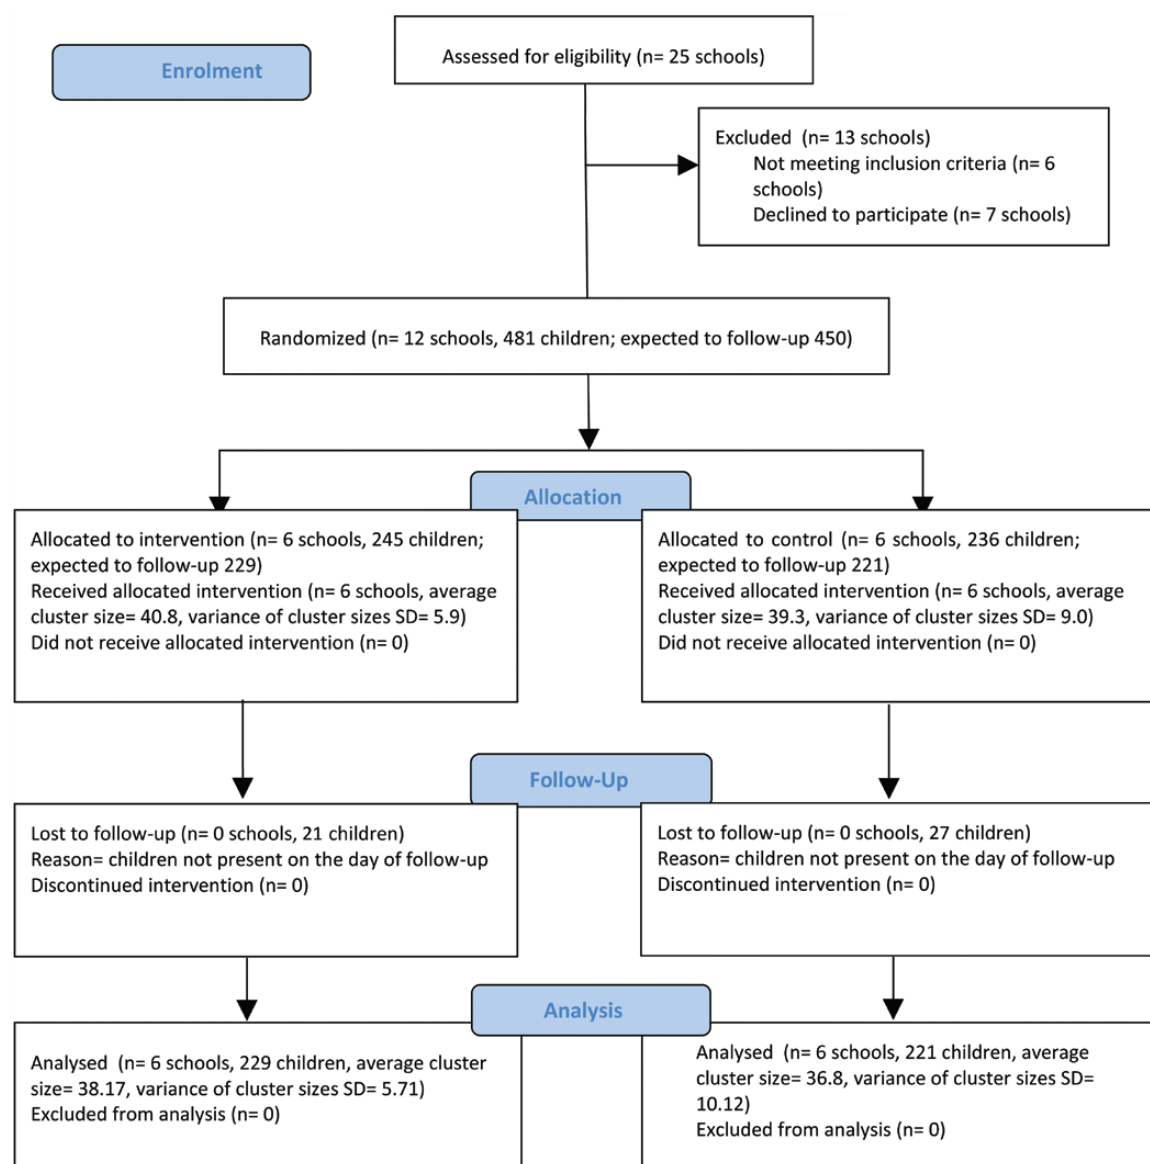 Enrolment
Assessed for eligibility (n= 25 schools)
Excluded  (n= 13 schools)
Not meeting inclusion criteria (n= 6
schools)
Declined to participate (n= 7 schools)
Randomized (n= 12 schools, 481 children; expected to follow-up 450)
Allocation
Allocated to intervention (n= 6 schools, 245 children;
expected to follow-up 229)
Received allocated intervention (n= 6 schools, average
cluster size= 40.8, variance of cluster sizes SD= 5.9)
Did not receive allocated intervention (n= 0)
Allocated to control (n= 6 schools, 236 children;
expected to follow-up 221)
Received allocated intervention (n= 6 schools, average
cluster size= 39.3, variance of cluster sizes SD= 9.0)
Did not receive allocated intervention (n= 0)
Follow-Up
Lost to follow-up (n= 0 schools, 21 children)
Reason= children not present on the day of follow-up
Discontinued intervention (n= 0)
Lost to follow-up (n= 0 schools, 27 children)
Reason= children not present on the day of follow-up
Discontinued intervention (n= 0)
Analysis
Analysed  (n= 6 schools, 229 children, average cluster
size= 38.17, variance of cluster sizes SD= 5.71)
Excluded from analysis (n= 0)
Analysed  (n= 6 schools, 221 children, average
cluster size= 36.8, variance of cluster sizes SD=
10.12)
Excluded from analysis (n= 0)